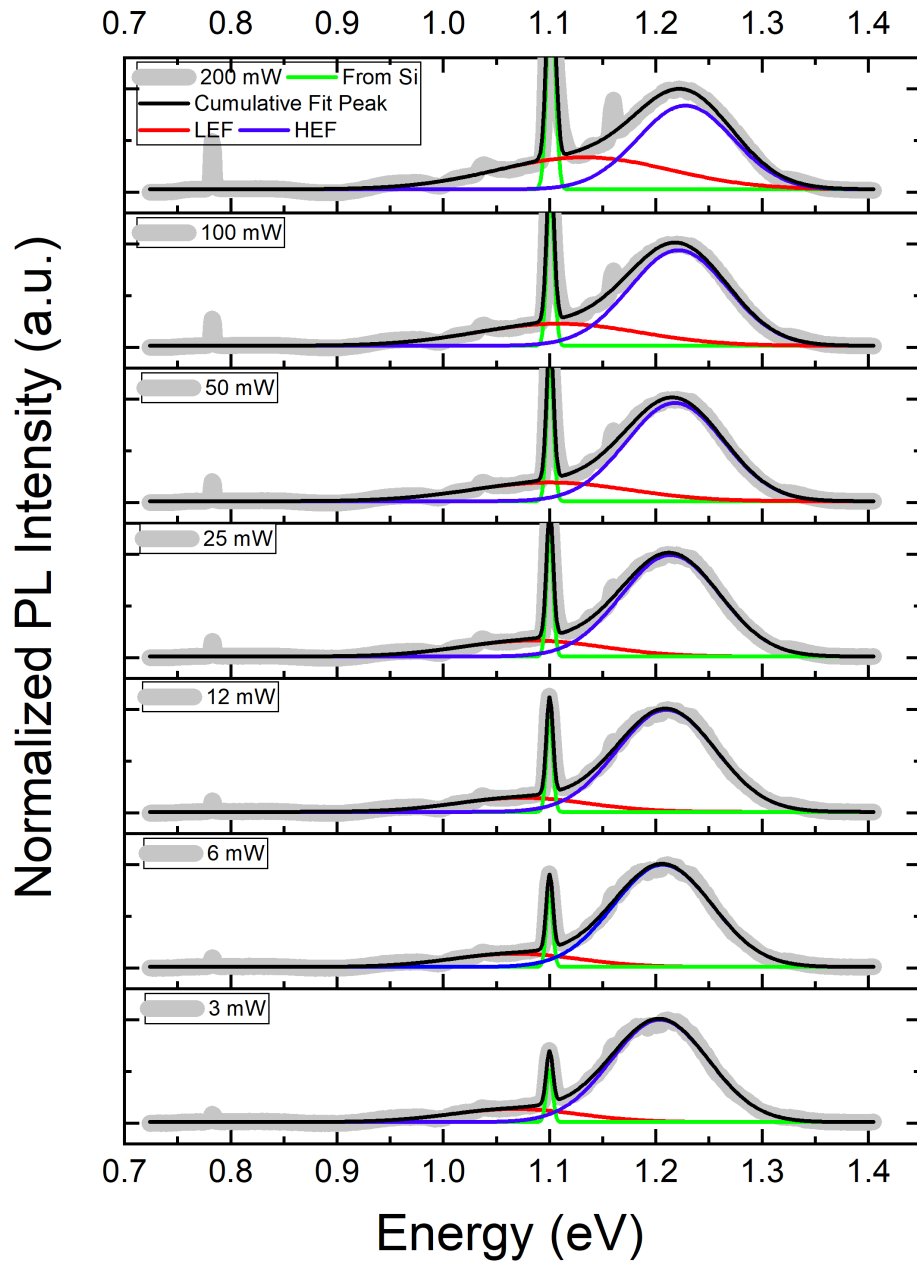 0.7 0.8 0.9 1.0 1.1 1.2 1.3 1.4
200 mW From Si
Cumulative Fit Peak
LEF HEF
100 mW
50 mW
25 mW
12 mW
6 mW
3 mW
0.7 0.8 0.9 1.0 1.1 1.2 1.3 1.4
Energy (eV)
Normalized PL Intensity (a.u.)